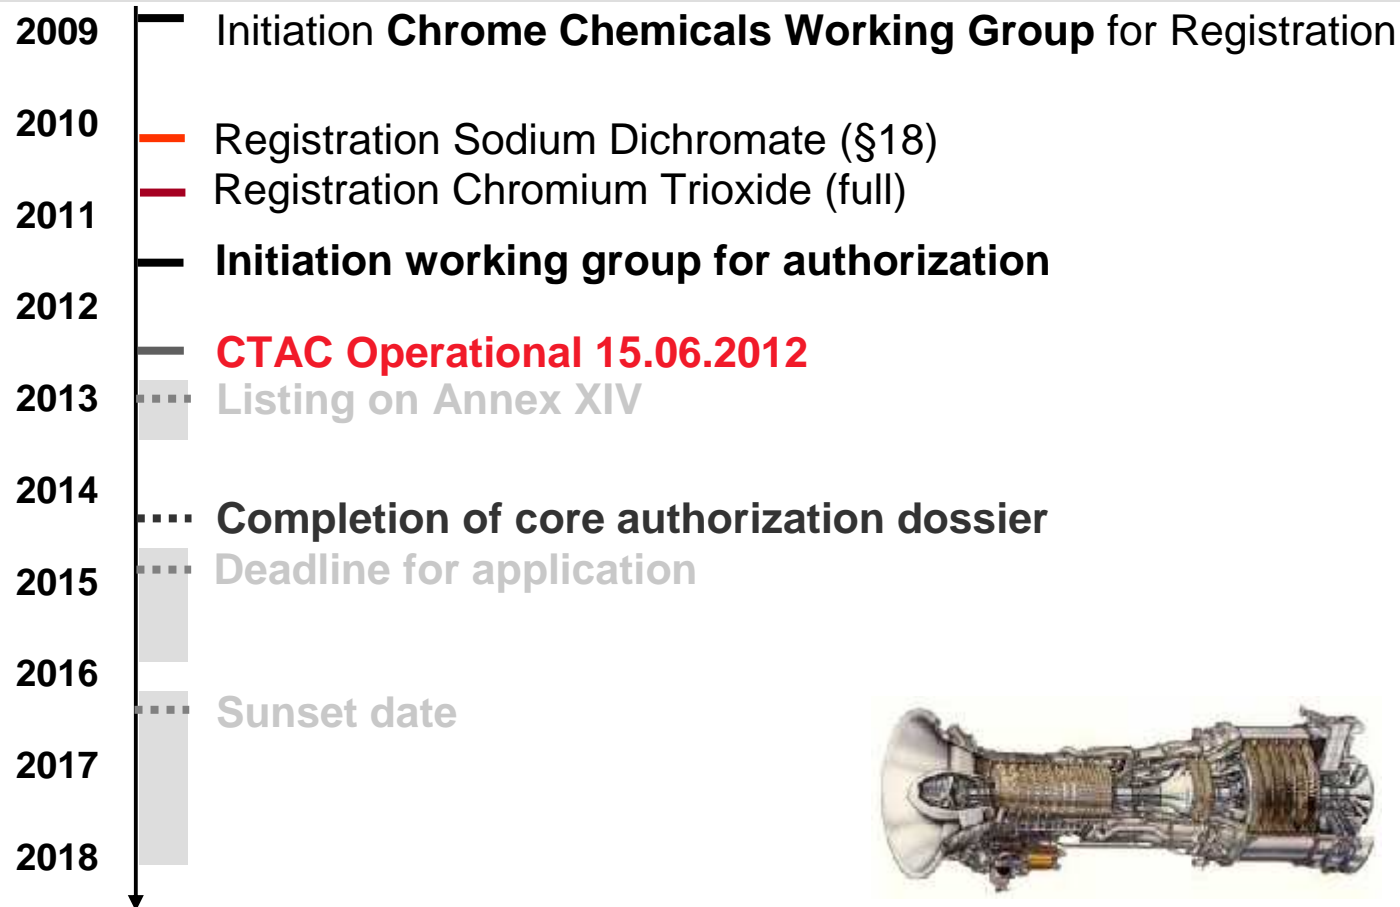 2009 Initiation Chrome Chemicals Working Group for Registration
2010
Registration Sodium Dichromate (§18)
Registration Chromium Trioxide (full)
2011
Initiation working group for authorization
2012
CTAC Operational 15.06.2012
2013 Listing on Annex XIV
2014
Completion of core authorization dossier
Deadline for application
2015
2016
Sunset date
2017
2018